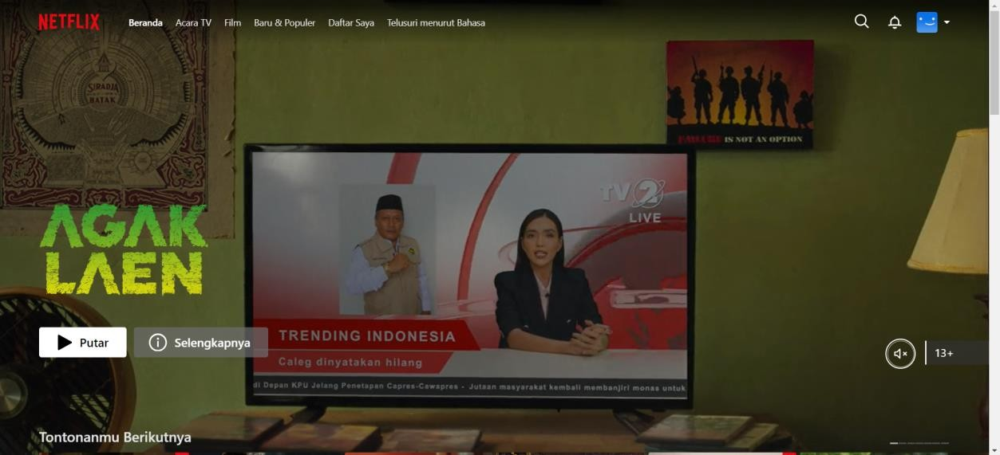 NETFLIX
Beranda Acara TV Film Baru & Populer Daftar Saya Telusuri menurut Bahasa
SIRADJA
BATAK
FAILURE IS NOT AN OPTION
TV2
LIVE
AGAK
LAEN
TRENDING INDONESIA
Caleg dinyatakan hilang
di Depan KPU Jelang Penetapan Capres-Cawapres - Jutaan masyarakat kembali membanjiri monas untuk
Putar Selengkapnya
13+
Tontonanmu Berikutnya